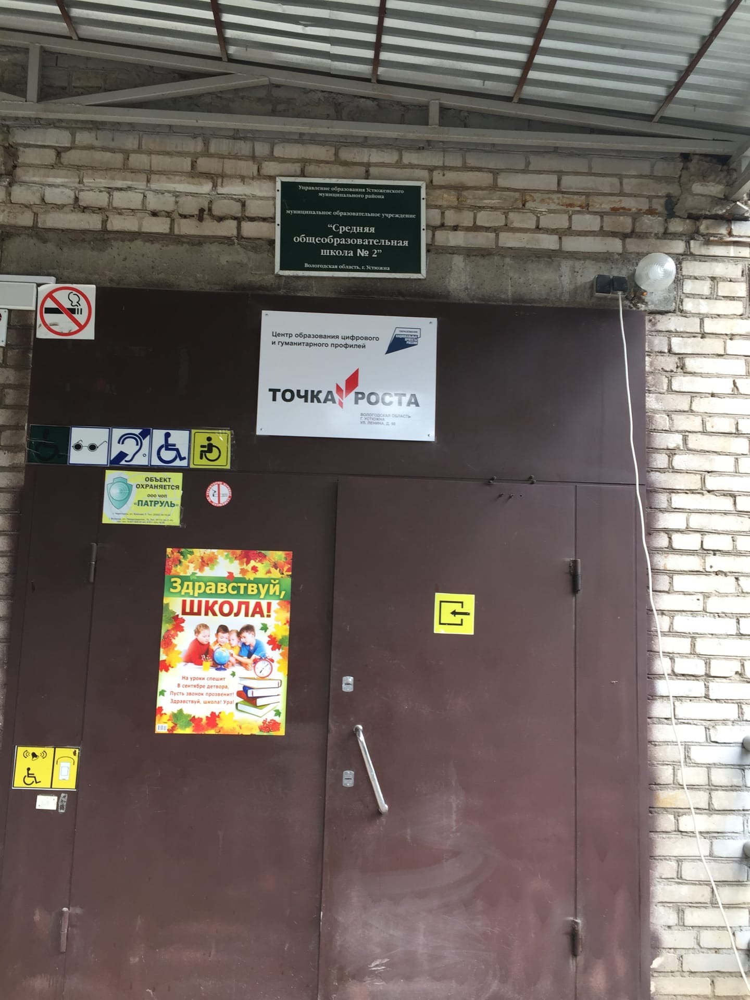 Управление образования Устюженского
муниципального района
муниципальное образовательное учреждение
“Средняя
общеобразовательная
школа № 2”
Вологодская область, г. Устюжна
Центр образования цифрового
и гуманитарного профилей
ОБРАЗОВАНИЕ
НАЦИОНАЛЬНЫЕ
ПРОЕКТЫ
РОССИИ
ТОЧКА РОСТА
ВОЛОГОДСКАЯ ОБЛАСТЬ
Г. УСТЮЖНА
УЛ. ЛЕНИНА, Д.
ОБЪЕКТ
ОХРАНЯЕТСЯ
ООО ЧОП
«ПАТРУЛЬ»
Здравствуй,
ШКОЛА!
На уроки спешит
В сентябре детвора,
Пусть звонок прозвенит!
Здравствуй, школа! Ура!